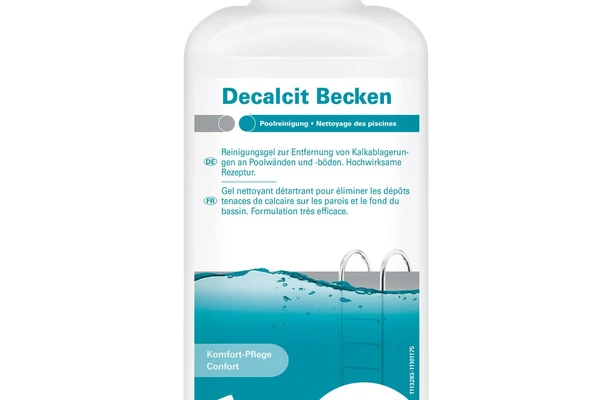 Decalcit Becken
Poolreinigung • Nettoyage des piscines
DE
Reinigungsgel zur Entfernung von Kalkablagerun-
gen an Poolwänden und -böden. Hochwirksame
Rezeptur.
FR
Gel nettoyant détartrant pour éliminer les dépôts
tenaces de calcaire sur les parois et le fond du
bassin. Formulation très efficace.
Komfort-Pflege
Confort
1113283-11101175